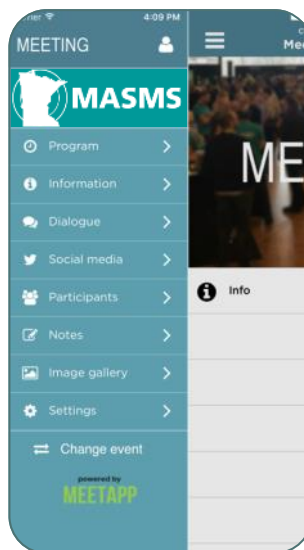 4:09 PM
MEETING
MASMS
Program
Information
Dialogue
Social media
Participants
Notes
Image gallery
Settings
Change event
powered by
MEETAPP
ME
Info